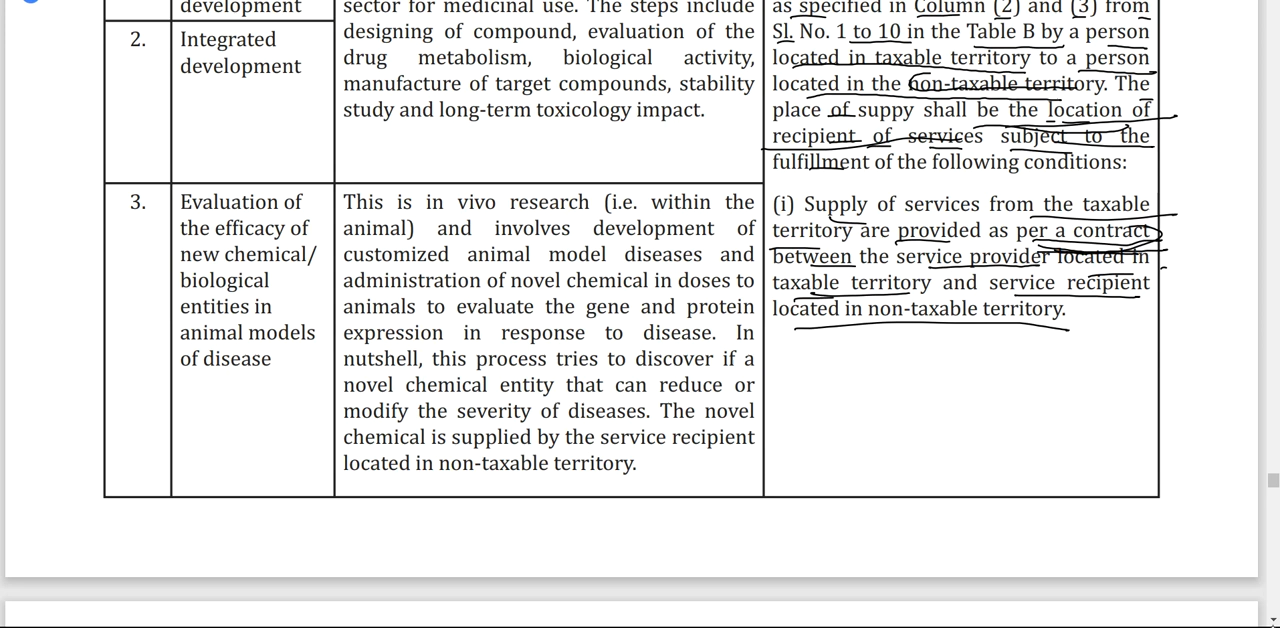 development
2.
Integrated
development
sector for medicinal use. The steps include
designing of compound, evaluation of the
drug metabolism, biological activity,
manufacture of target compounds, stability
study and long-term toxicology impact.
3.
Evaluation of
the efficacy of
new chemical/
biological
entities in
animal models
of disease
This is in vivo research (i.e. within the
animal) and involves development of
customized animal model diseases and
administration of novel chemical in doses to
animals to evaluate the gene and protein
expression in response to disease. In
nutshell, this process tries to discover if a
novel chemical entity that can reduce or
modify the severity of diseases. The novel
chemical is supplied by the service recipient
located in non-taxable territory.
as specified in Column (2) and (3) from
Sl. No. 1 to 10 in the Table B by a person
located in taxable territory to a person
located in the non-taxable territory. The
place of suppy shall be the location of
recipient of services subject to the
fulfillment of the following conditions:
(i) Supply of services from the taxable
territory are provided as per a contract
between the service provider located in
taxable territory and service recipient
located in non-taxable territory.